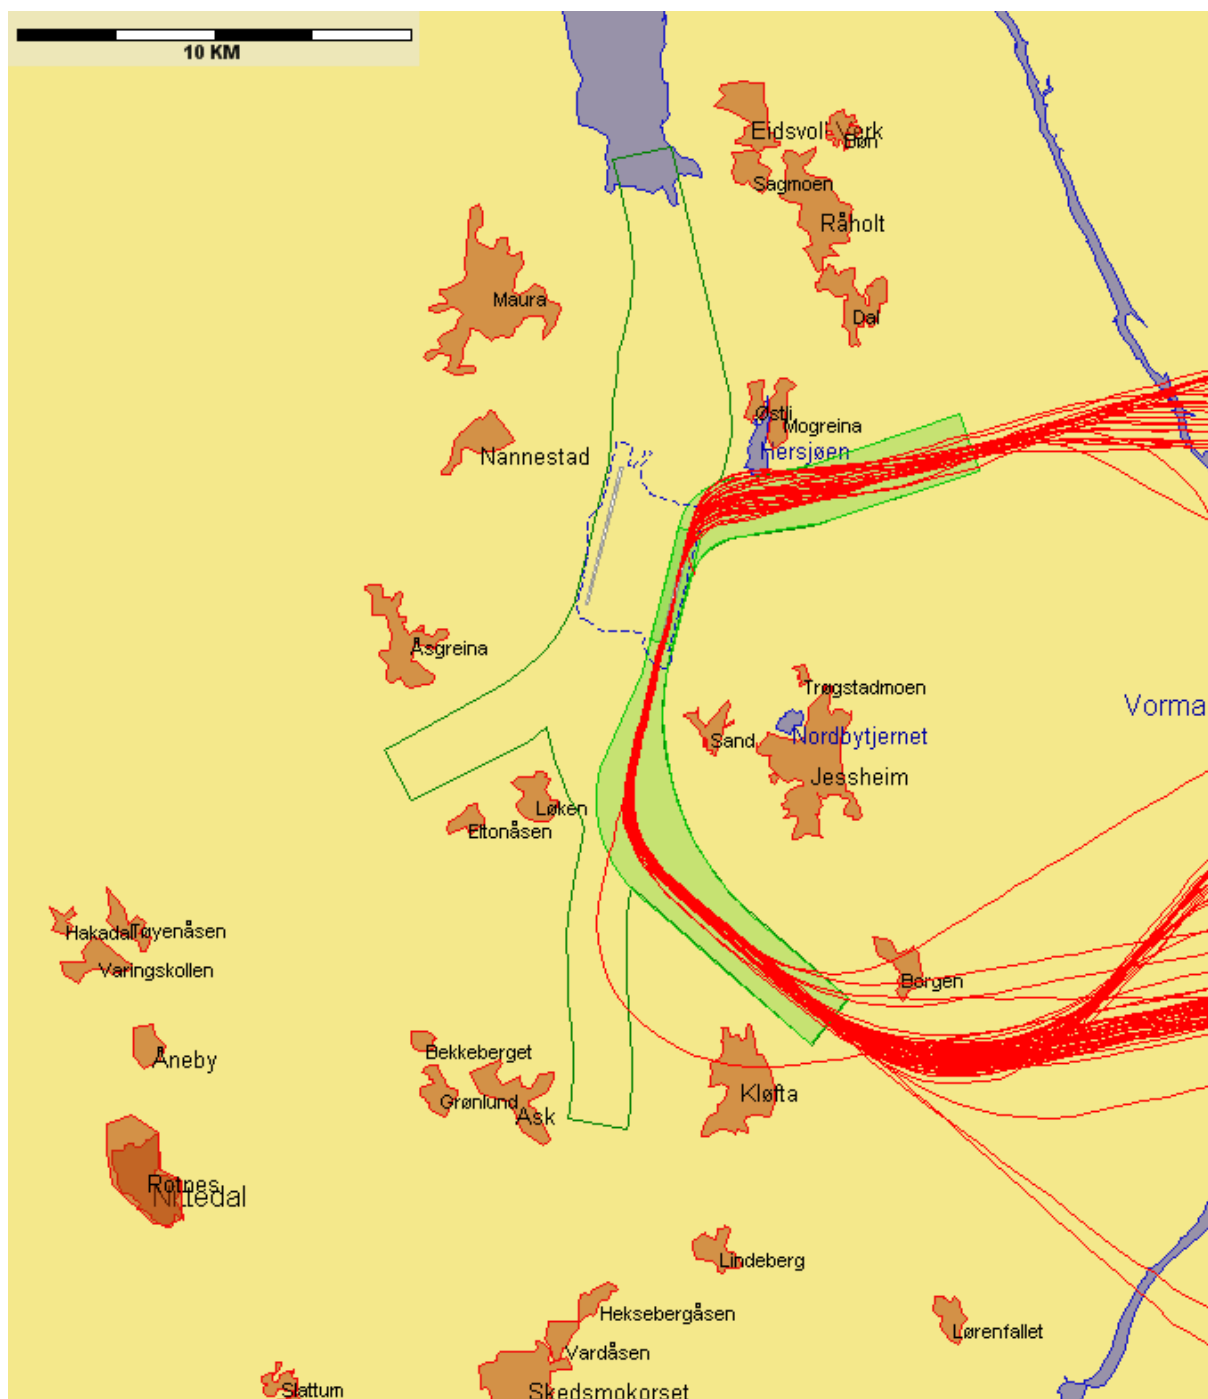 10 KM
Eidsvoll Verk
Bøn
Sagmoen
Råholt
Maura
Dal
Østli
Mogreina
Hersjøen
Nannestad
Åsgreina
Trøgstadmoen
Vorma
Sand
Nordbytjernet
Jessheim
Løken
Eltonåsen
Hakadal
Tøyenåsen
Varingskollen
Borgen
Åneby
Bekkeberget
Grønlund
Ask
Kløfta
Rotnes
Nittedal
Lindeberg
Heksebergåsen
Lørenfallet
Vardåsen
Slattum
Skedsmokorset